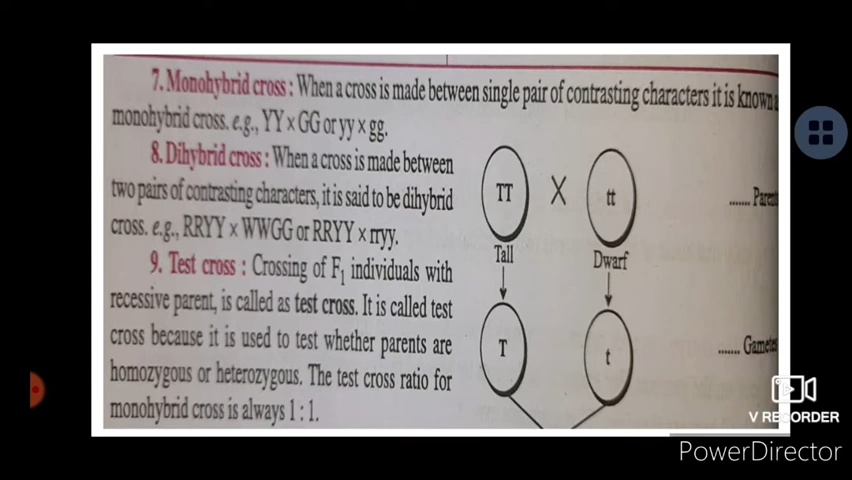 7. Monohybrid cross : When a cross is made between single pair of contrasting characters it is known a
monohybrid cross. e.g., YY × GG or yy × gg.
8. Dihybrid cross : When a cross is made between
two pairs of contrasting characters, it is said to be dihybrid
cross. e.g., RRYY × WWGG or RRYY × rryy.
9. Test cross : Crossing of F₁ individuals with
recessive parent, is called as test cross. It is called test
cross because it is used to test whether parents are
homozygous or heterozygous. The test cross ratio for
monohybrid cross is always 1 : 1.
TT X tt ....... Parents
Tall Dwarf
T t ....... Gametes
V RECORDER
PowerDirector